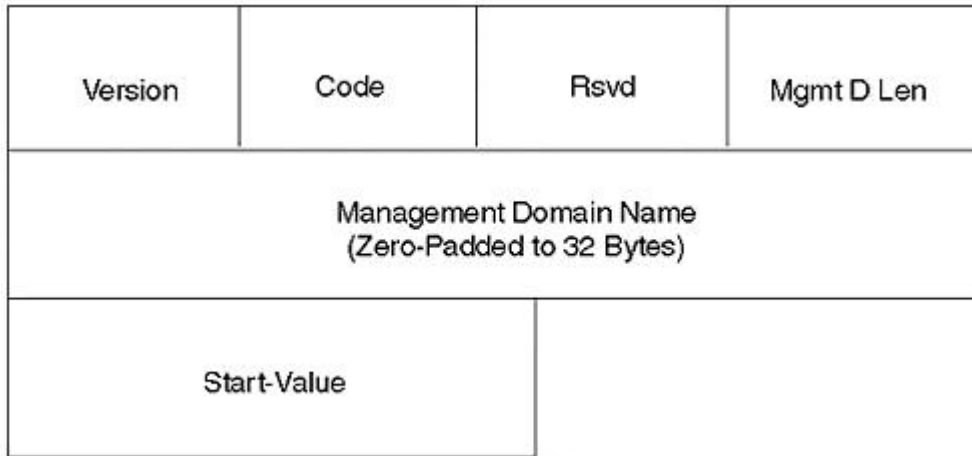 Version Code Rsvd Mgmt D Len
Management Domain Name
(Zero-Padded to 32 Bytes)
Start-Value